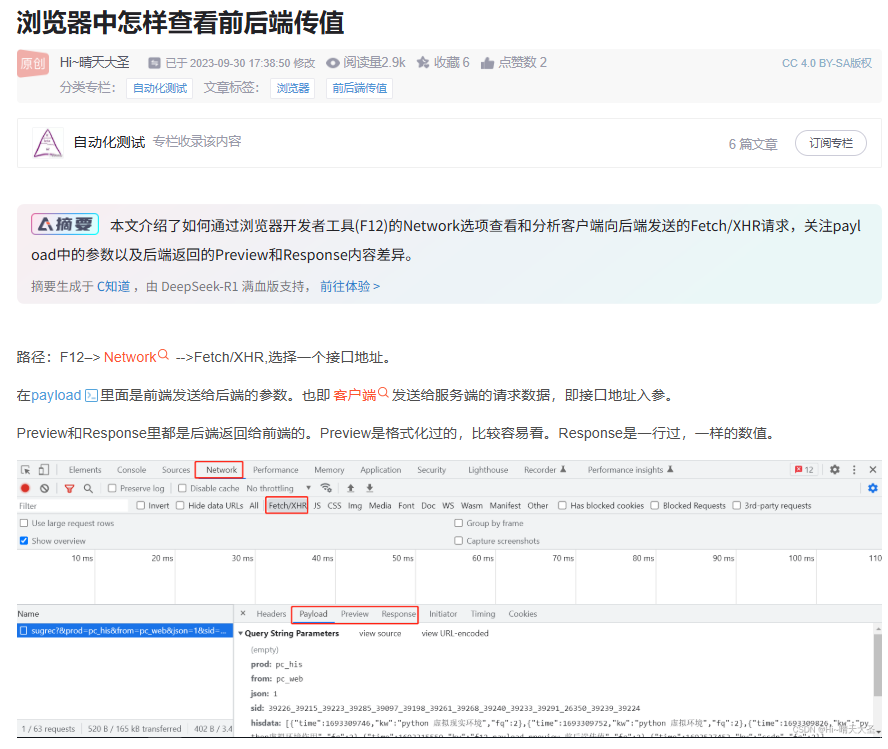 浏览器中怎样查看前后端传值
原创 Hi~晴天大圣 已于 2023-09-30 17:38:50 修改 阅读量2.9k 收藏 6 点赞数 2 CC 4.0 BY-SA版权
分类专栏： 自动化测试 文章标签： 浏览器 前后端传值
自动化测试 专栏收录该内容 6 篇文章 订阅专栏
摘要 本文介绍了如何通过浏览器开发者工具(F12)的Network选项查看和分析客户端向后端发送的Fetch/XHR请求，关注payl
oad中的参数以及后端返回的Preview和Response内容差异。
摘要生成于 C知道 ，由 DeepSeek-R1 满血版支持， 前往体验 >
路径：F12–> Network -->Fetch/XHR,选择一个接口地址。
在payload 里面是前端发送给后端的参数。也即 客户端 发送给服务端的请求数据，即接口地址入参。
Preview和Response里都是后端返回给前端的。Preview是格式化过的，比较容易看。Response是一行过，一样的数值。
Elements Console Sources Network Performance Memory Application Security Lighthouse Recorder Performance insights 12
Preserve log Disable cache No throttling
Filter Invert Hide data URLs All Fetch/XHR JS CSS Img Media Font Doc WS Wasm Manifest Other Has blocked cookies Blocked Requests 3rd-party requests
Use large request rows Group by frame
Show overview Capture screenshots
10 ms 20 ms 30 ms 40 ms 50 ms 60 ms 70 ms 80 ms 90 ms 100 ms 110
Name × Headers Payload Preview Response Initiator Timing Cookies
sugrec?&prod=pc_his&from=pc_web&json=1&sid=... ▼Query String Parameters view source view URL-encoded
(empty)
prod: pc_his
from: pc_web
json: 1
sid: 39226_39215_39223_39285_39097_39198_39261_39268_39240_39233_39291_26350_39239_39224
hisdata: [{"time":1693309746,"kw":"python 虚拟现实环境","fq":2},{"time":1693309752,"kw":"python 虚拟环境","fq":2},{"time":1693309826,"kw":"py
1 / 63 requests 520 B / 165 kB transferred 402 B / 3.4
CSDN @Hi~晴天大圣